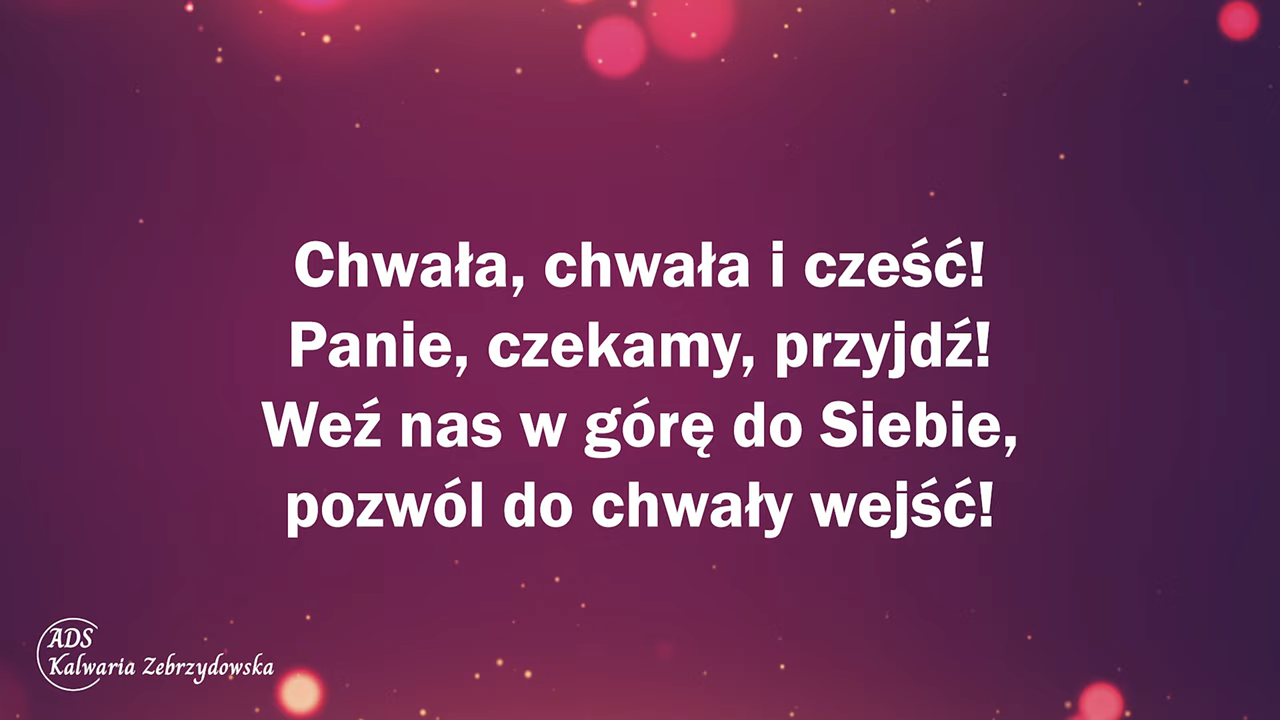 Chwała, chwała i cześć!
Panie, czekamy, przyjdź!
Weź nas w górę do Siebie,
pozwól do chwały wejść!
ADS
Kalwaria Zebrzydowska